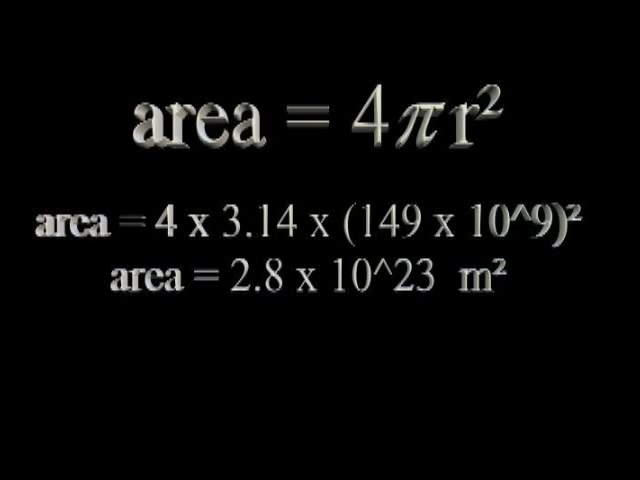 area = 4πr²
area = 4 x 3.14 x (149 x 10^9)²
area = 2.8 x 10^23 m²